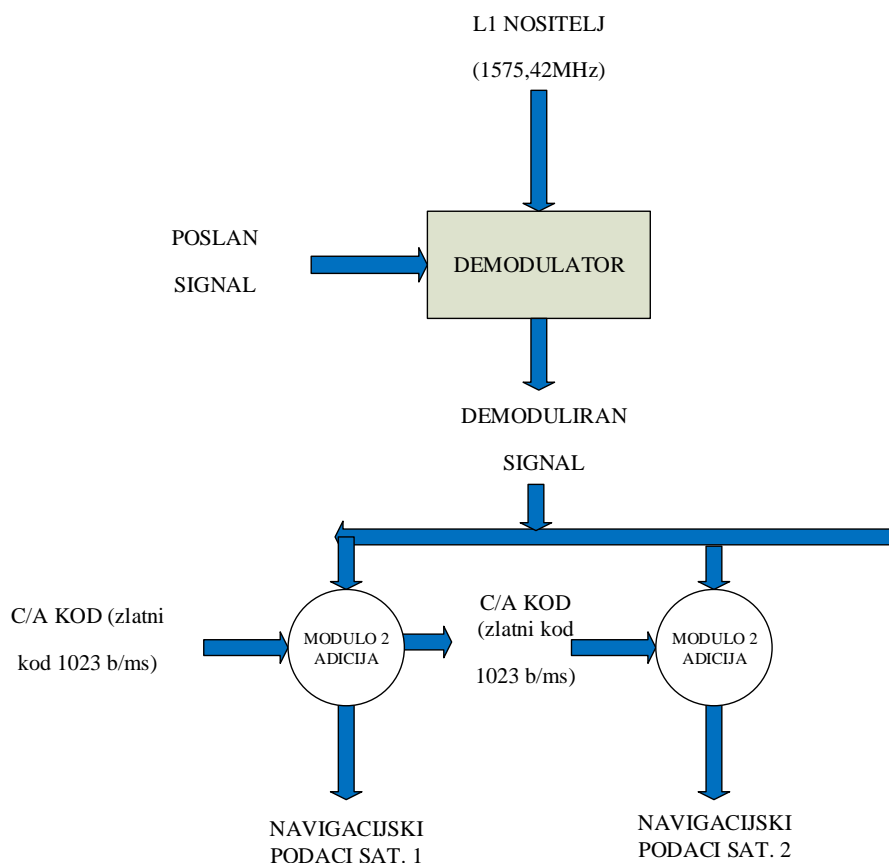 L1 NOSITELJ
(1575,42MHz)
POSLAN
SIGNAL
DEMODULATOR
DEMODULIRAN
SIGNAL
C/A KOD (zlatni
kod 1023 b/ms)
MODULO 2
ADICIJA
C/A KOD
(zlatni kod
1023 b/ms)
MODULO 2
ADICIJA
NAVIGACIJSKI
PODACI SAT. 1
NAVIGACIJSKI
PODACI SAT. 2